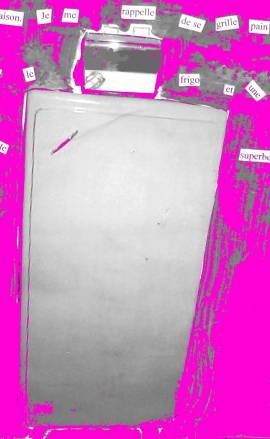 aison. Je me rappelle de se grille pain
le frigo et une
superbe